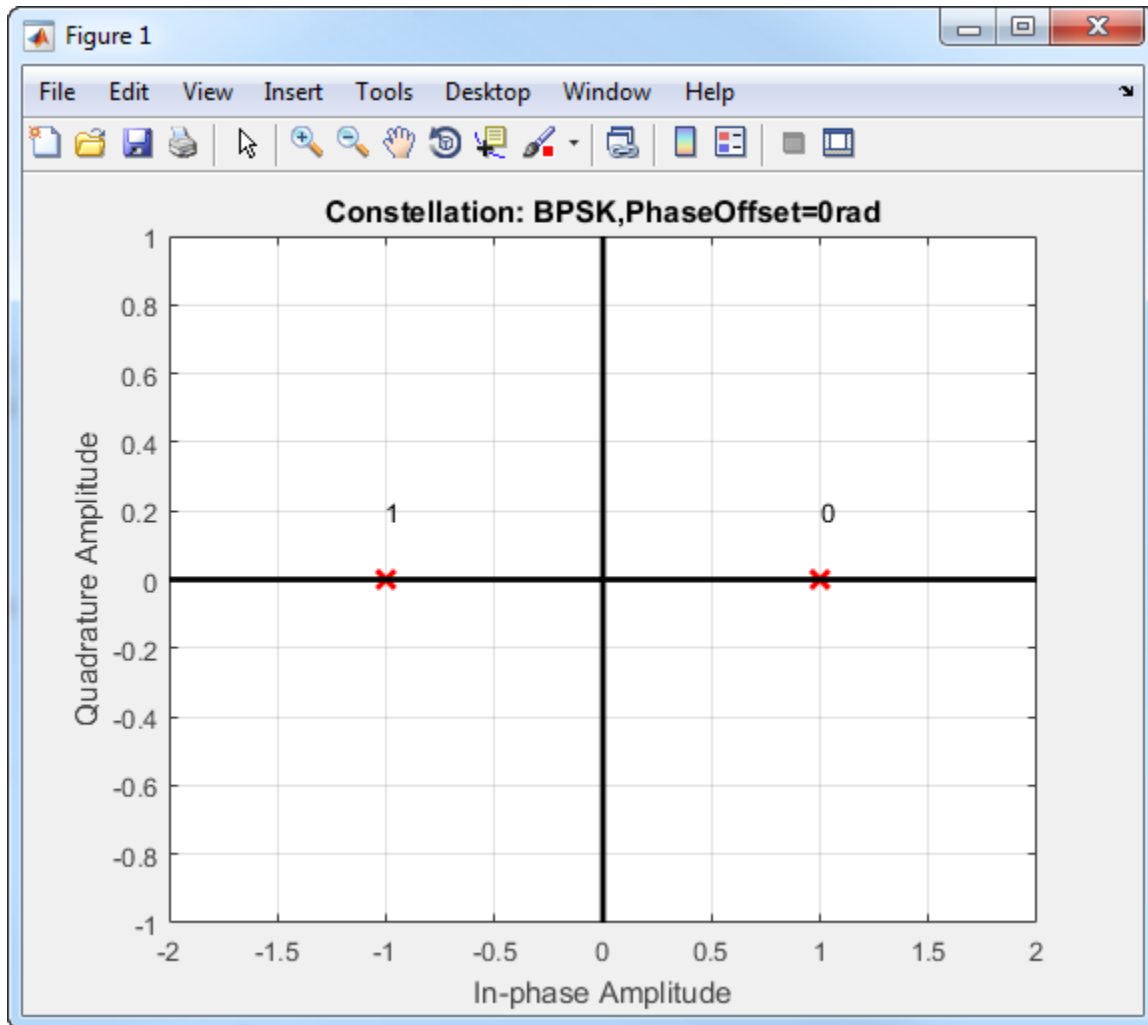 Figure 1
File Edit View Insert Tools Desktop Window Help
Constellation: BPSK,PhaseOffset=0rad
1
0.8
0.6
0.4
0.2
0
-0.2
-0.4
-0.6
-0.8
-1
Quadrature Amplitude
1 0
-2 -1.5 -1 -0.5 0 0.5 1 1.5 2
In-phase Amplitude